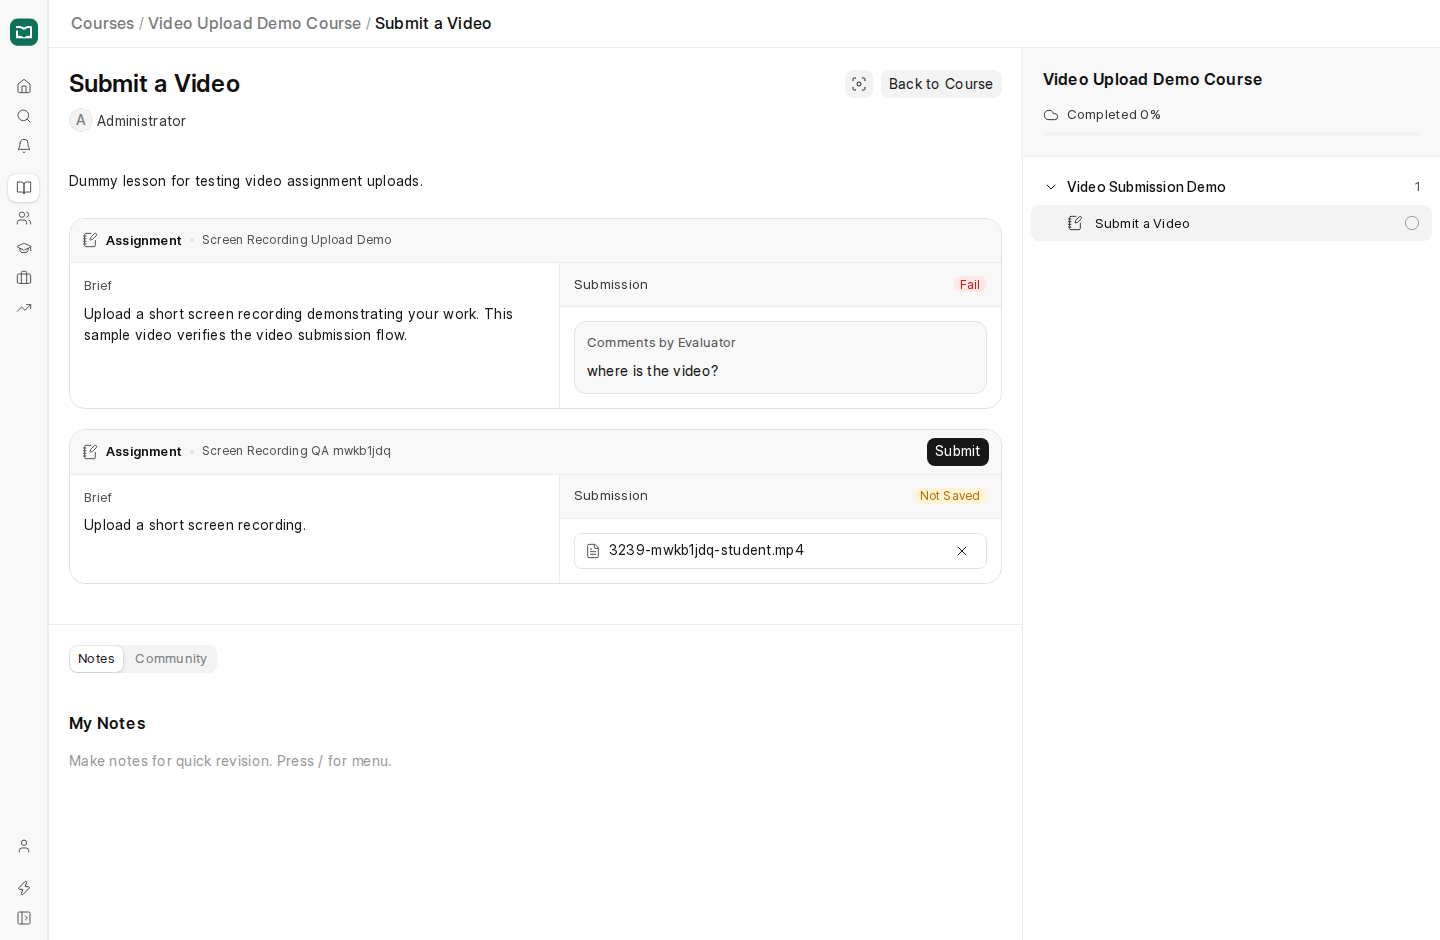 Courses / Video Upload Demo Course / Submit a Video
Submit a Video
Back to Course
A Administrator
Dummy lesson for testing video assignment uploads.
Assignment • Screen Recording Upload Demo
Brief
Upload a short screen recording demonstrating your work. This
sample video verifies the video submission flow.
Submission
Fail
Comments by Evaluator
where is the video?
Assignment • Screen Recording QA mwkb1jdq
Submit
Brief
Upload a short screen recording.
Submission
Not Saved
3239-mwkb1jdq-student.mp4
Notes
Community
My Notes
Make notes for quick revision. Press / for menu.
Video Upload Demo Course
Completed 0%
Video Submission Demo
1
Submit a Video